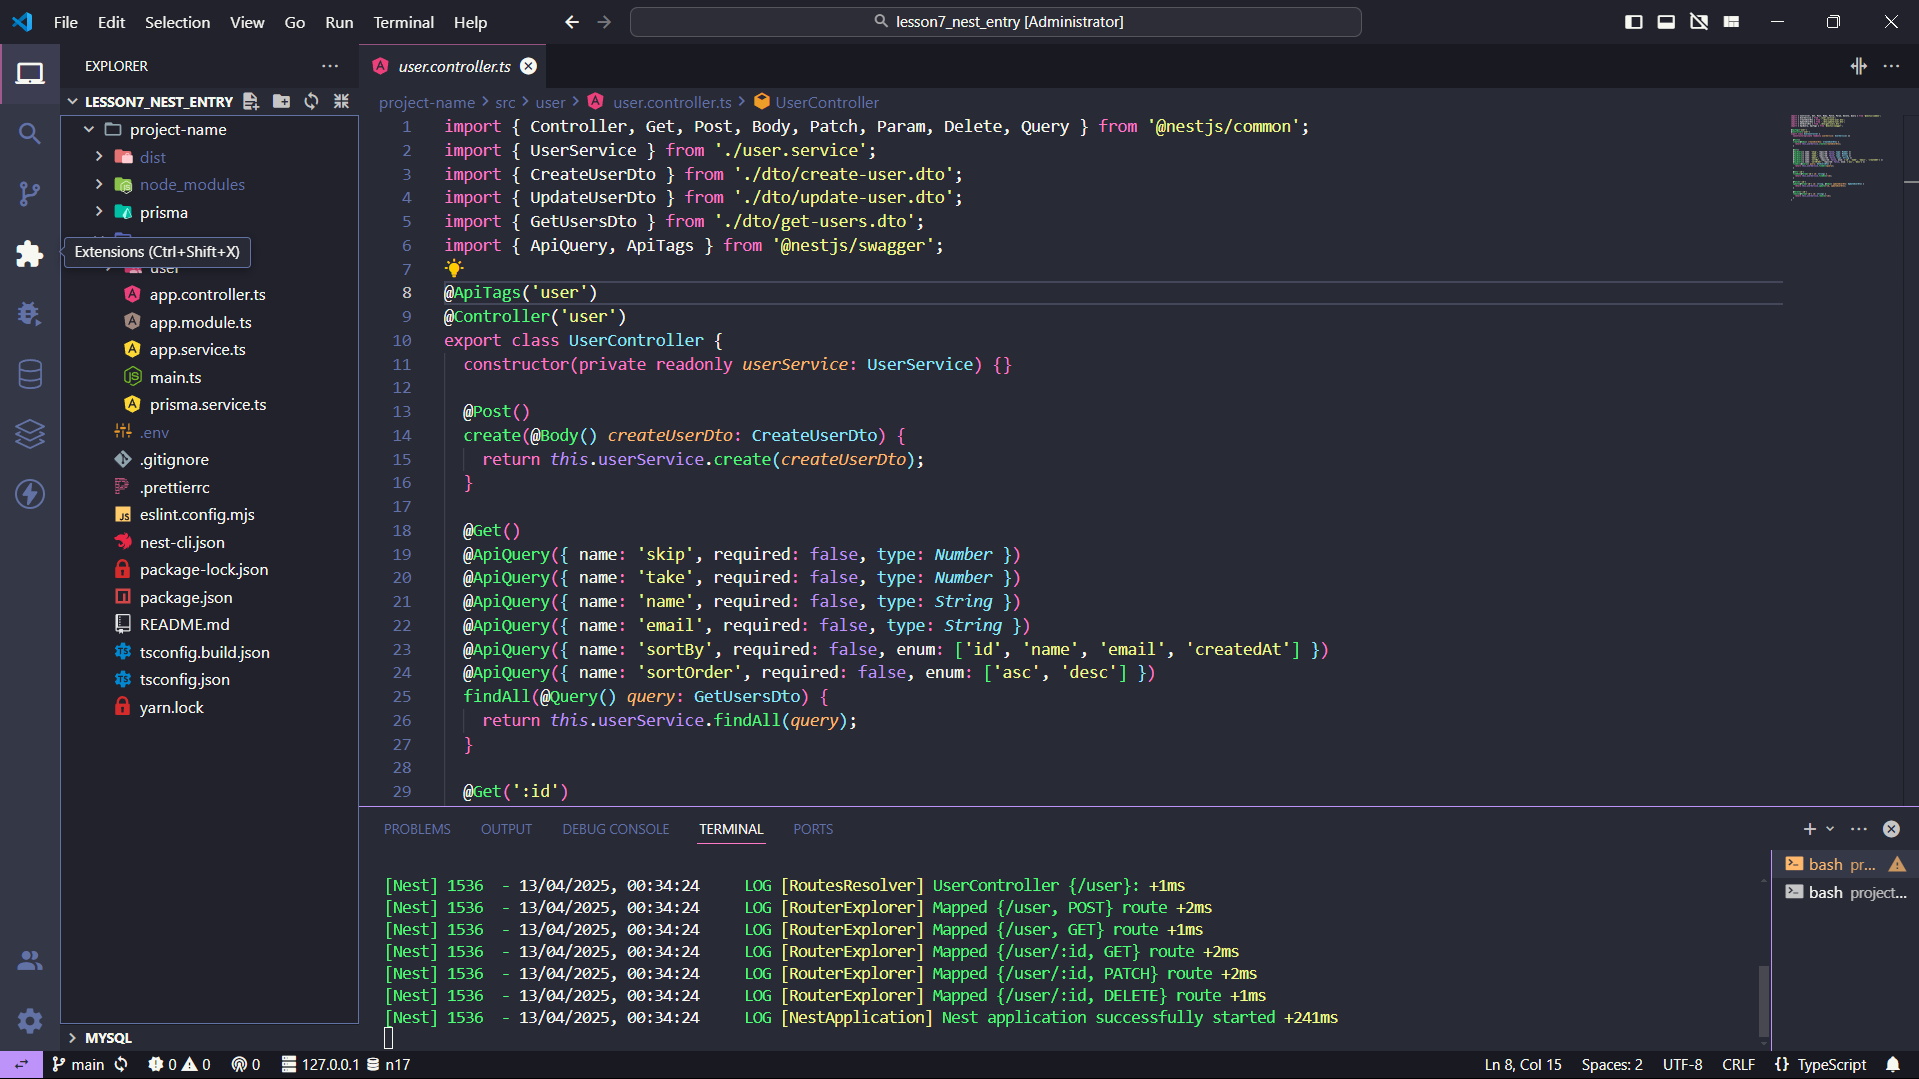 File Edit Selection View Go Run Terminal Help
lesson7_nest_entry [Administrator]
EXPLORER
LESSON7_NEST_ENTRY
project-name
dist
node_modules
prisma
Extensions (Ctrl+Shift+X)
user
app.controller.ts
app.module.ts
app.service.ts
main.ts
prisma.service.ts
.env
.gitignore
.prettierrc
eslint.config.mjs
nest-cli.json
package-lock.json
package.json
README.md
tsconfig.build.json
tsconfig.json
yarn.lock
MYSQL
user.controller.ts
project-name > src > user > user.controller.ts > UserController
1 import { Controller, Get, Post, Body, Patch, Param, Delete, Query } from '@nestjs/common';
2 import { UserService } from './user.service';
3 import { CreateUserDto } from './dto/create-user.dto';
4 import { UpdateUserDto } from './dto/update-user.dto';
5 import { GetUsersDto } from './dto/get-users.dto';
6 import { ApiQuery, ApiTags } from '@nestjs/swagger';
7
8 @ApiTags('user')
9 @Controller('user')
10 export class UserController {
11 constructor(private readonly userService: UserService) {}
12
13 @Post()
14 create(@Body() createUserDto: CreateUserDto) {
15 return this.userService.create(createUserDto);
16 }
17
18 @Get()
19 @ApiQuery({ name: 'skip', required: false, type: Number })
20 @ApiQuery({ name: 'take', required: false, type: Number })
21 @ApiQuery({ name: 'name', required: false, type: String })
22 @ApiQuery({ name: 'email', required: false, type: String })
23 @ApiQuery({ name: 'sortBy', required: false, enum: ['id', 'name', 'email', 'createdAt'] })
24 @ApiQuery({ name: 'sortOrder', required: false, enum: ['asc', 'desc'] })
25 findAll(@Query() query: GetUsersDto) {
26 return this.userService.findAll(query);
27 }
28
29 @Get(':id')
PROBLEMS OUTPUT DEBUG CONSOLE TERMINAL PORTS
[Nest] 1536 - 13/04/2025, 00:34:24 LOG [RoutesResolver] UserController {/user}: +1ms
[Nest] 1536 - 13/04/2025, 00:34:24 LOG [RouterExplorer] Mapped {/user, POST} route +2ms
[Nest] 1536 - 13/04/2025, 00:34:24 LOG [RouterExplorer] Mapped {/user, GET} route +1ms
[Nest] 1536 - 13/04/2025, 00:34:24 LOG [RouterExplorer] Mapped {/user/:id, GET} route +2ms
[Nest] 1536 - 13/04/2025, 00:34:24 LOG [RouterExplorer] Mapped {/user/:id, PATCH} route +2ms
[Nest] 1536 - 13/04/2025, 00:34:24 LOG [RouterExplorer] Mapped {/user/:id, DELETE} route +1ms
[Nest] 1536 - 13/04/2025, 00:34:24 LOG [NestApplication] Nest application successfully started +241ms
bash pr...
bash project...
main 0 0 0 127.0.0.1 n17 Ln 8, Col 15 Spaces: 2 UTF-8 CRLF {} TypeScript